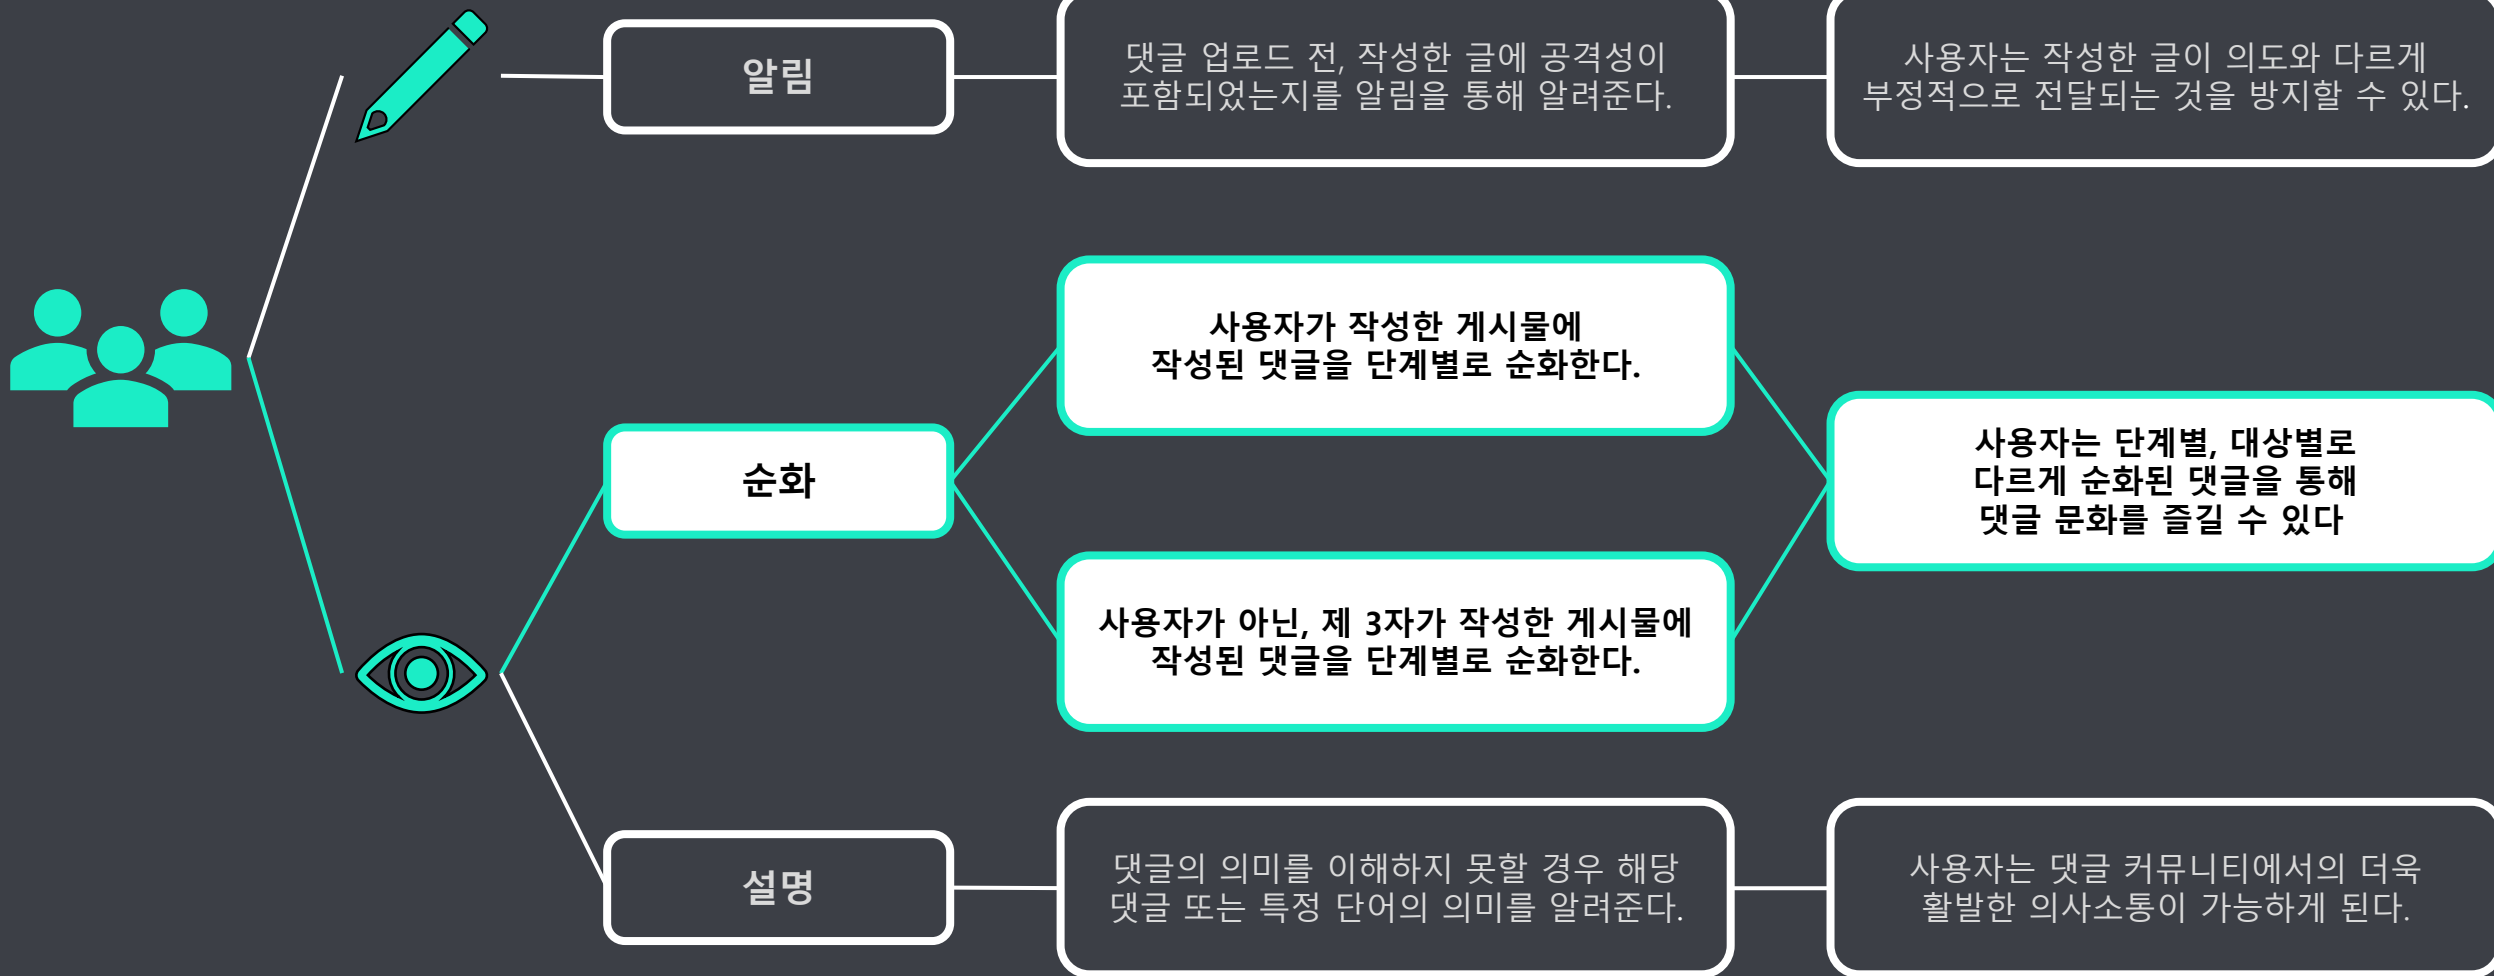 알림
댓글 업로드 전, 작성한 글에 공격성이
포함되었는지를 알림을 통해 알려준다.
사용자는 작성한 글이 의도와 다르게
부정적으로 전달되는 것을 방지할 수 있다.
순화
사용자가 작성한 게시물에
작성된 댓글을 단계별로 순화한다.
사용자가 아닌, 제 3자가 작성한 게시물에
작성된 댓글을 단계별로 순화한다.
사용자는 단계별, 대상별로
다르게 순화된 댓글을 통해
댓글 문화를 즐길 수 있다
설명
댓글의 의미를 이해하지 못할 경우 해당
댓글 또는 특정 단어의 의미를 알려준다.
사용자는 댓글 커뮤니티에서의 더욱
활발한 의사소통이 가능하게 된다.